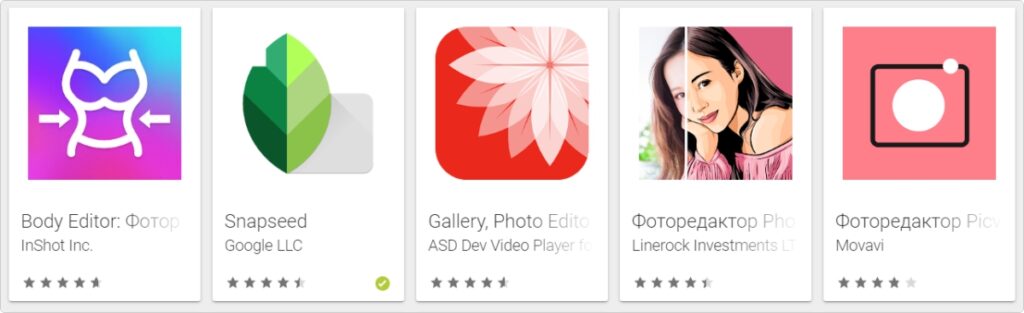 Body Editor: Фотор
InShot Inc.
Snapseed
Google LLC
Gallery, Photo Edito
ASD Dev Video Player fo
Фоторедактор Pho
Linerock Investments LT
Фоторедактор Picv
Movavi